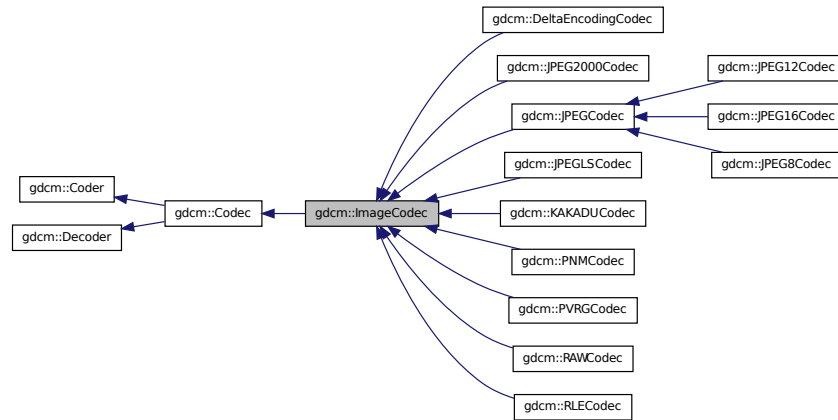 gdcm::DeltaEncodingCodec
gdcm::JPEG2000Codec
gdcm::JPEG12Codec
gdcm::JPEGCodec
gdcm::JPEG16Codec
gdcm::JPEGLSCodec
gdcm::JPEG8Codec
gdcm::Coder
gdcm::Codec
gdcm::ImageCodec
gdcm::KAKADUCodec
gdcm::Decoder
gdcm::PNMCodec
gdcm::PVRGCodec
gdcm::RAWCodec
gdcm::RLECodec